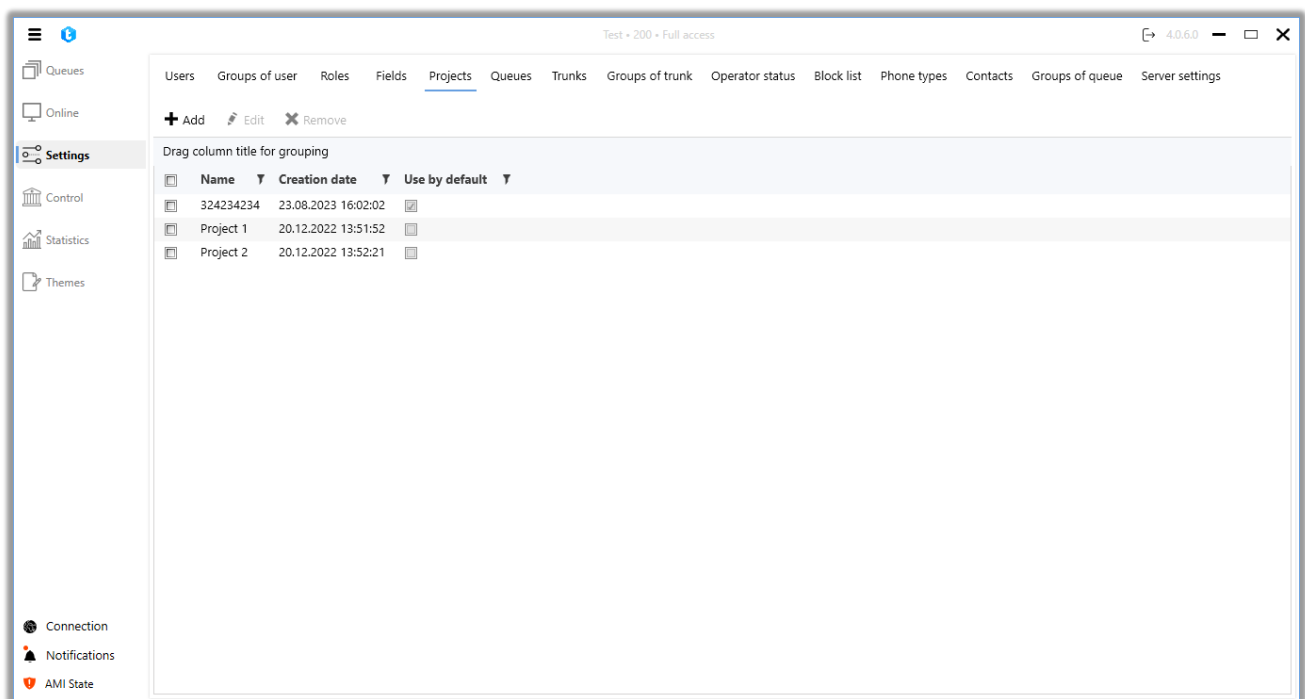 Test • 200 • Full access
4.0.6.0
Queues
Online
Settings
Control
Statistics
Themes
Connection
Notifications
AMI State
Users Groups of user Roles Fields Projects Queues Trunks Groups of trunk Operator status Block list Phone types Contacts Groups of queue Server settings
Add Edit Remove
Drag column title for grouping
Name Creation date Use by default
324234234 23.08.2023 16:02:02
Project 1 20.12.2022 13:51:52
Project 2 20.12.2022 13:52:21